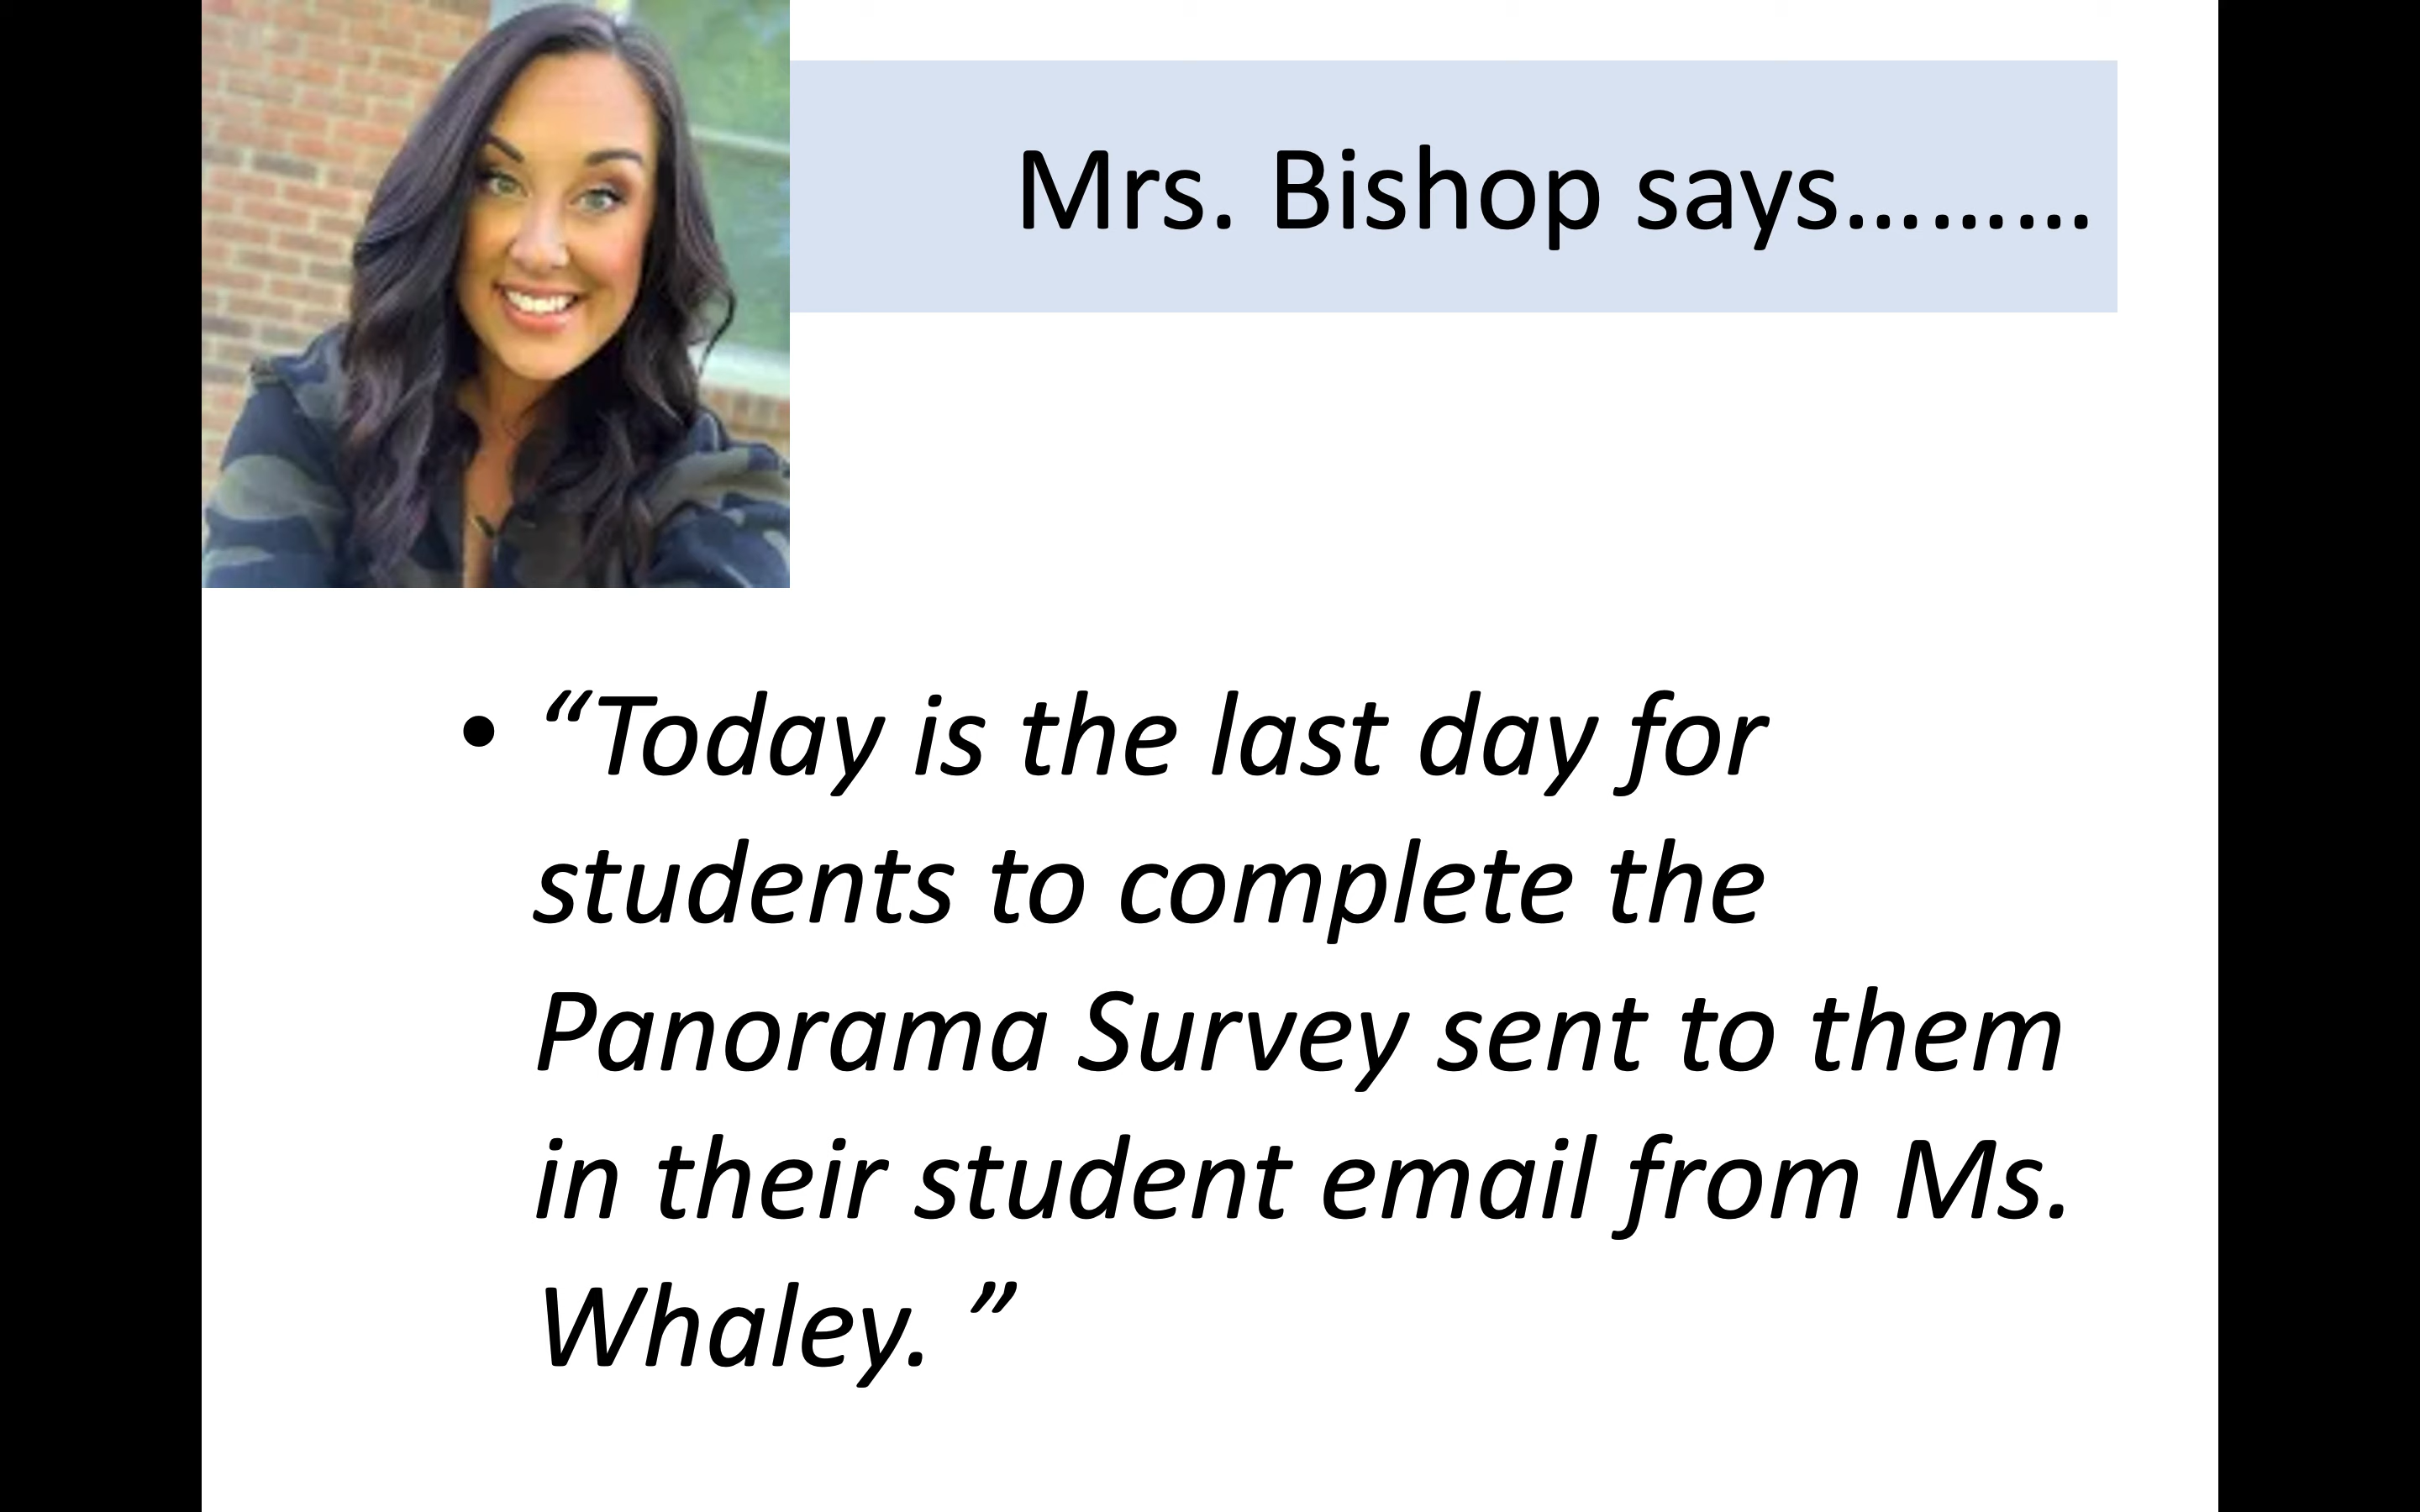 Mrs. Bishop says………
• “Today is the last day for
students to complete the
Panorama Survey sent to them
in their student email from Ms.
Whaley. ”